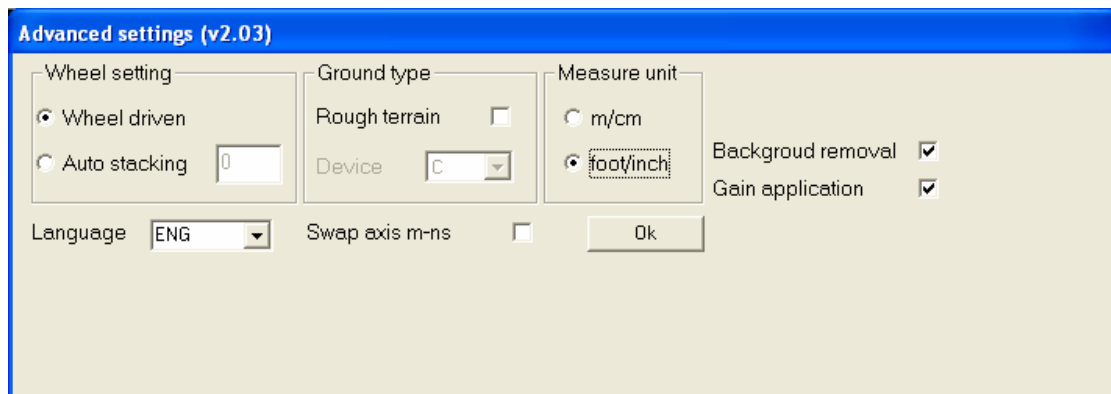 Advanced settings (v2.03)
Wheel setting
Wheel driven
Auto stacking 0
Ground type
Rough terrain
Device C
Measure unit
m/cm
foot/inch
Backgroud removal
Gain application
Language ENG
Swap axis m-ns
Ok